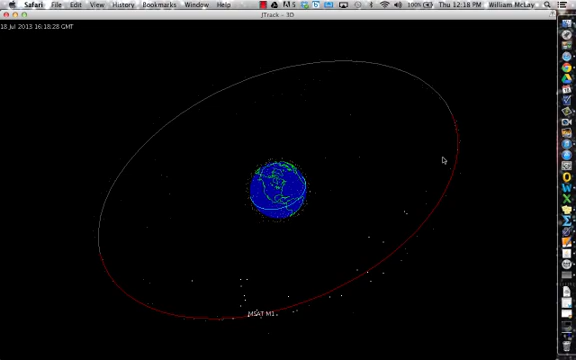 Safari File Edit View History Bookmarks Window Help 100% Thu 12:18 PM William McLay
JTrack - 3D
18 Jul 2013 16:18:28 GMT
MSAT M1